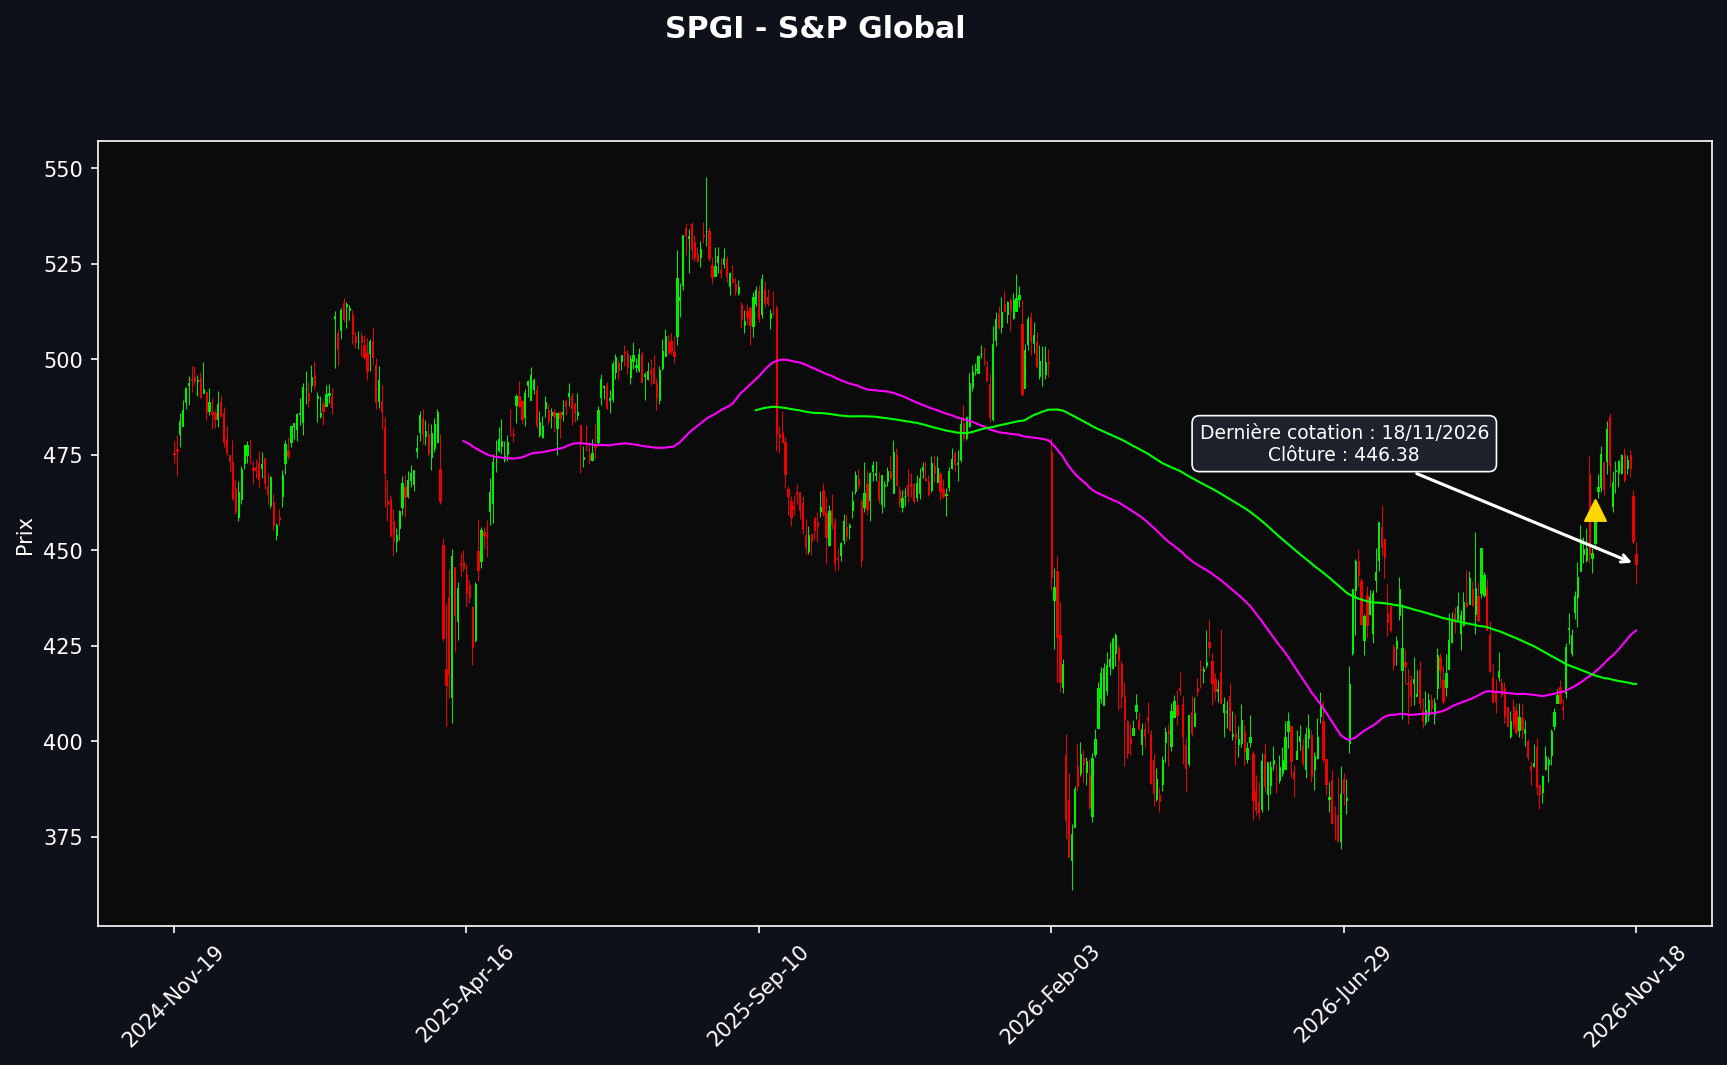 SPGI - S&P Global
Prix
550
525
500
475
450
425
400
375
Dernière cotation : 18/11/2026
Clôture : 446.38
2024-Nov-19
2025-Apr-16
2025-Sep-10
2026-Feb-03
2026-Jun-29
2026-Nov-18